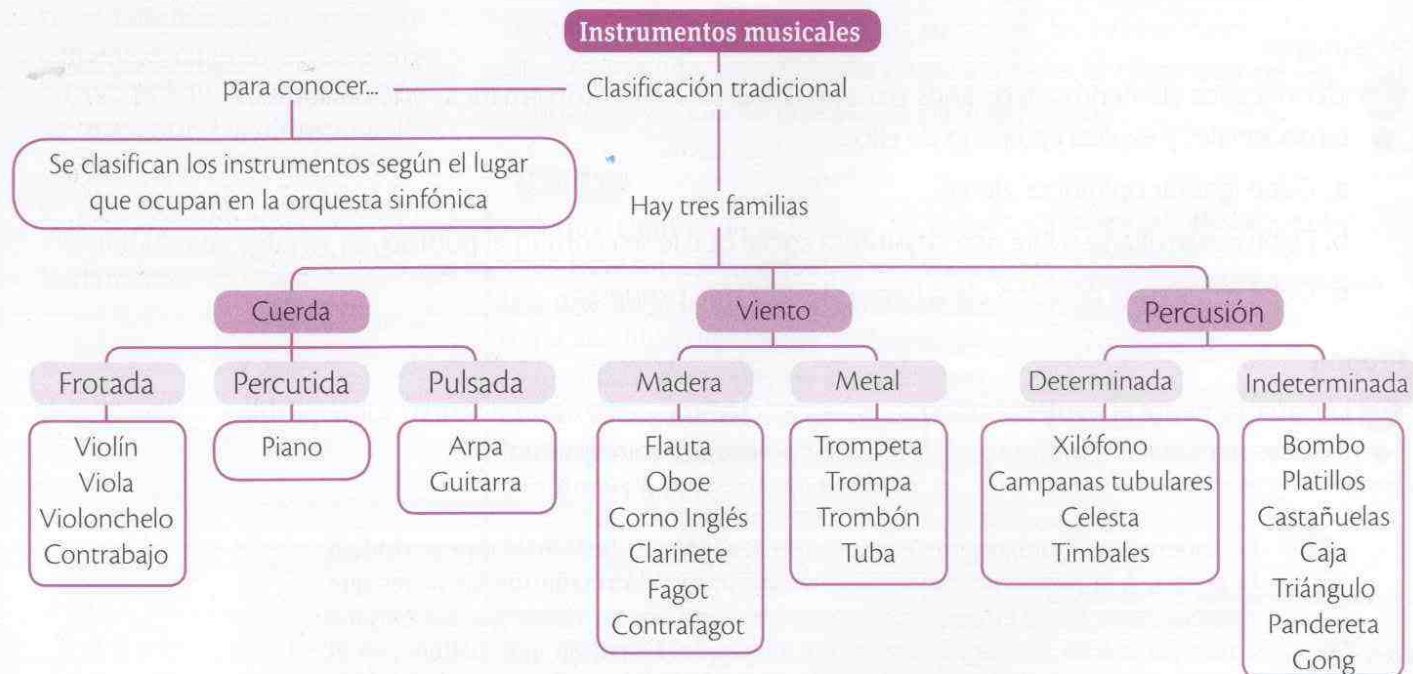 Instrumentos musicales
para conocer...
Clasificación tradicional
Se clasifican los instrumentos según el lugar
que ocupan en la orquesta sinfónica
Hay tres familias
Cuerda
Viento
Percusión
Frotada
Percutida
Pulsada
Madera
Metal
Determinada
Indeterminada
Violín
Viola
Violonchelo
Contrabajo
Piano
Arpa
Guitarra
Flauta
Oboe
Corno Inglés
Clarinete
Fagot
Contrafagot
Trompeta
Trompa
Trombón
Tuba
Xilófono
Campanas tubulares
Celesta
Timbales
Bombo
Platillos
Castañuelas
Caja
Triángulo
Pandereta
Gong